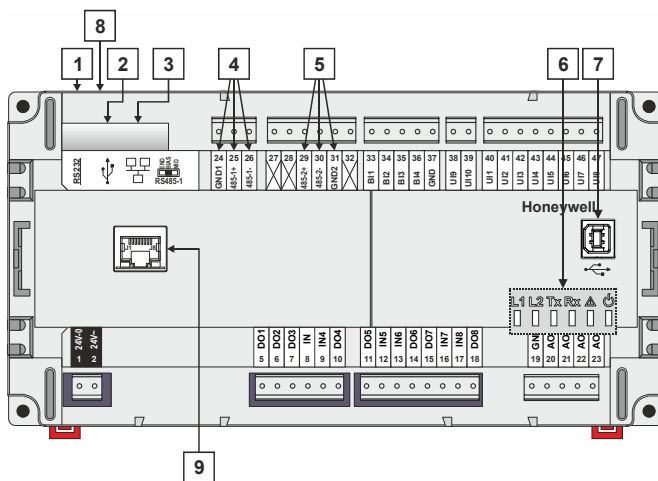 8
1 2 3 4 5 6 7
RS232
END BIAS MID
RS485-1
24 25 26 27 28 29 30 31 32 33 34 35 36 37 38 39 40 41 42 43 44 45 46 47
GND1 485-1+ 485-1- 485-2+ 485-2- GND2 BI1 BI2 BI3 BI4 GND UI9 UI10 UI1 UI2 UI3 UI4 UI5 UI6 UI7 UI8
Honeywell
J1 J8
L1 L2 Tx Rx
24V-0 24V~ DO1 DO2 DO3 IN IN4 DO4 DO5 IN5 IN6 DO6 DO7 IN7 IN8 DO8 GN AO AO AO AO
1 2 5 6 7 8 9 10 11 12 13 14 15 16 17 18 19 20 21 22 23
9